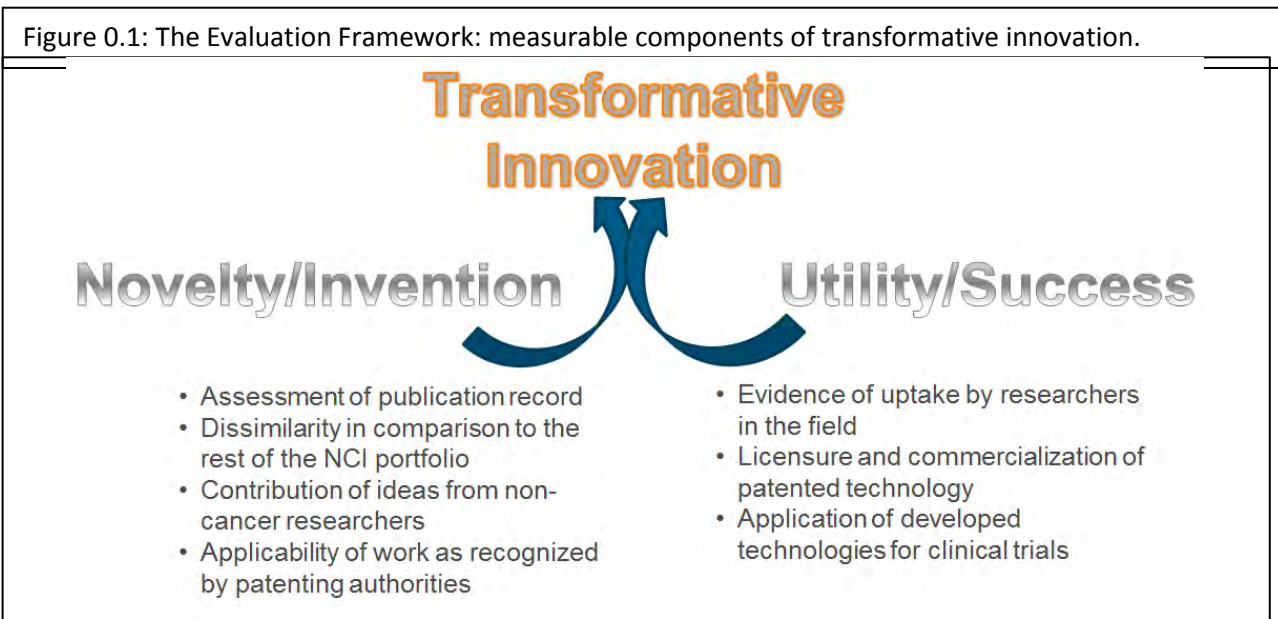 Figure 0.1: The Evaluation Framework: measurable components of transformative innovation.
Transformative
Innovation
Novelty/Invention
• Assessment of publication record
• Dissimilarity in comparison to the
rest of the NCI portfolio
• Contribution of ideas from non-
cancer researchers
• Applicability of work as recognized
by patenting authorities
Utility/Success
• Evidence of uptake by researchers
in the field
• Licensure and commercialization of
patented technology
• Application of developed
technologies for clinical trials